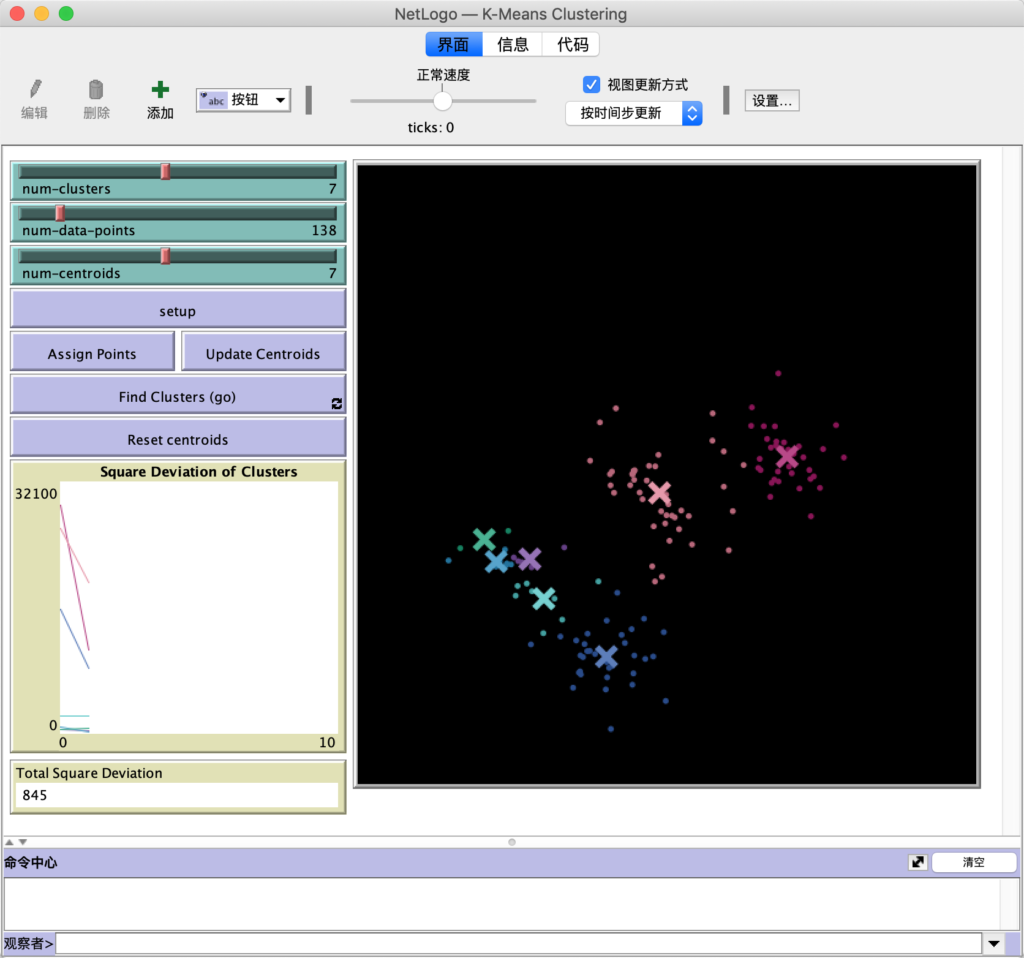 NetLogo — K-Means Clustering
界面 信息 代码
编辑 删除 添加 abc 按钮 正常速度 ticks: 0 视图更新方式 按时间步更新 设置...
num-clusters 7
num-data-points 138
num-centroids 7
setup
Assign Points Update Centroids
Find Clusters (go)
Reset centroids
Square Deviation of Clusters
32100
0
0 10
Total Square Deviation
845
命令中心 清空
观察者>